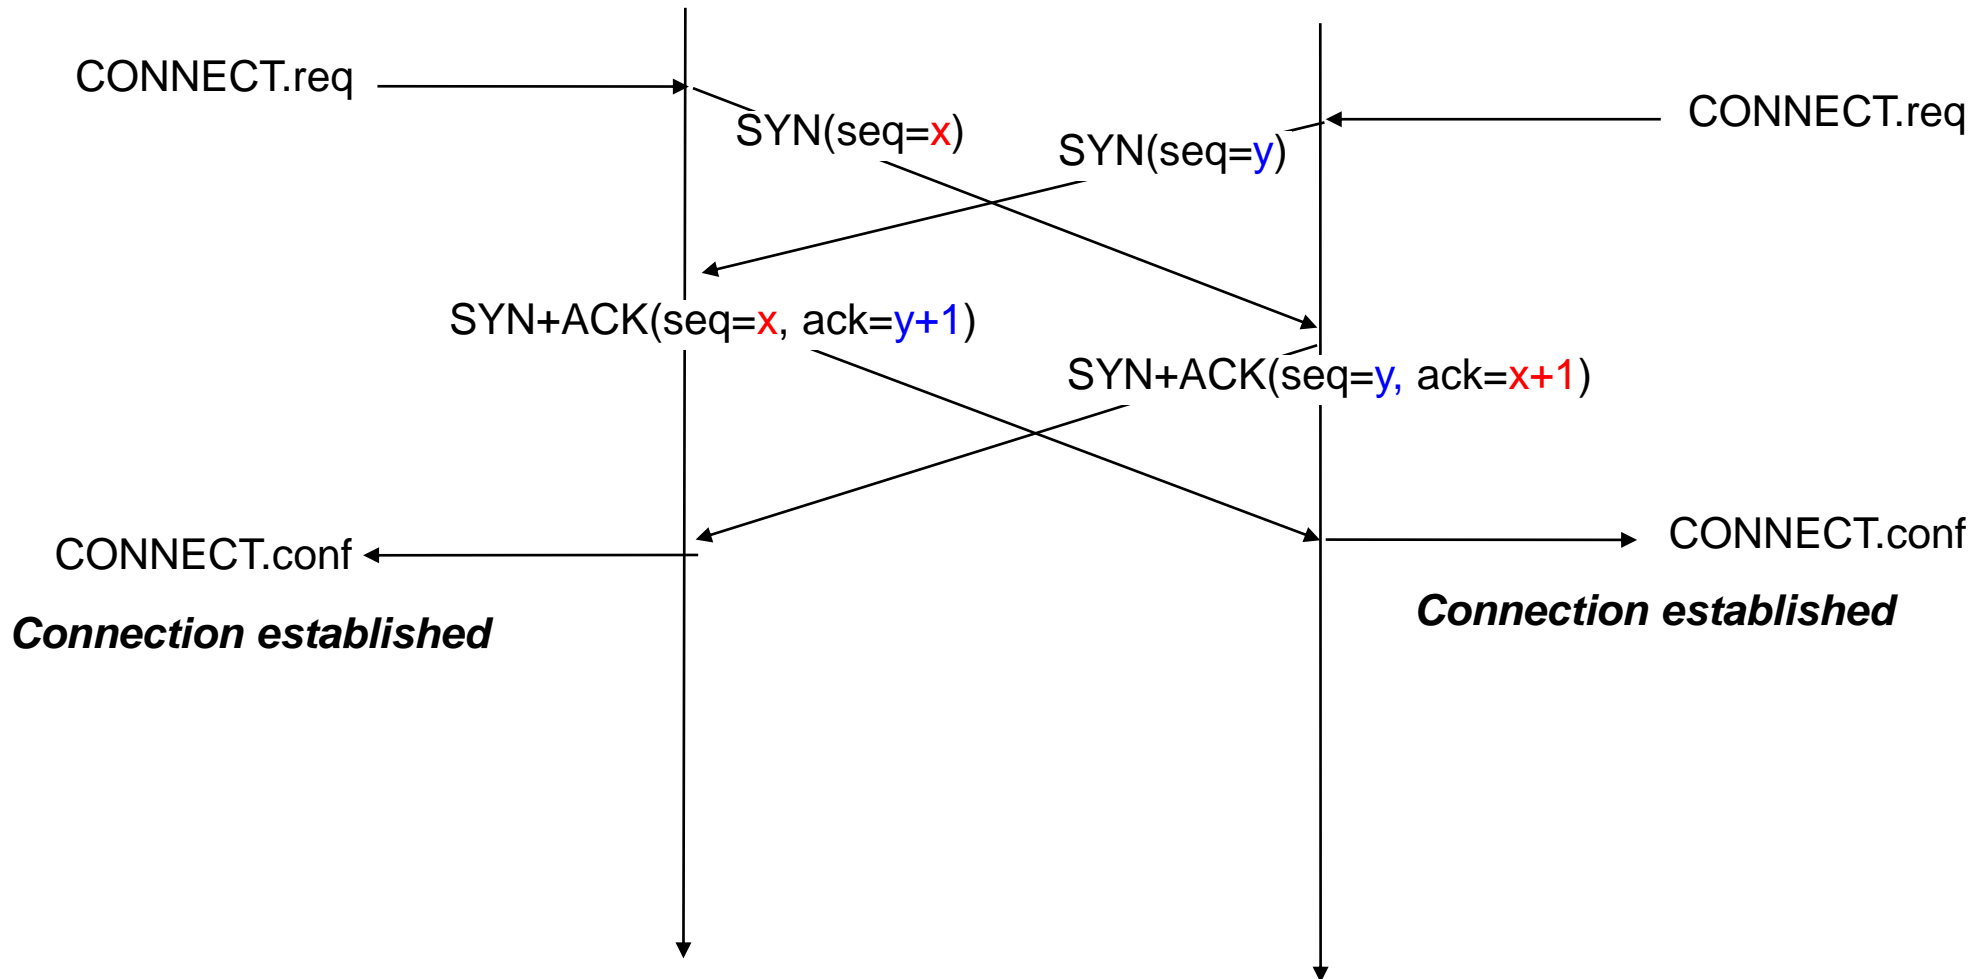 CONNECT.req
CONNECT.req
SYN(seq=x)
SYN(seq=y)
SYN+ACK(seq=x, ack=y+1)
SYN+ACK(seq=y, ack=x+1)
CONNECT.conf
CONNECT.conf
Connection established
Connection established